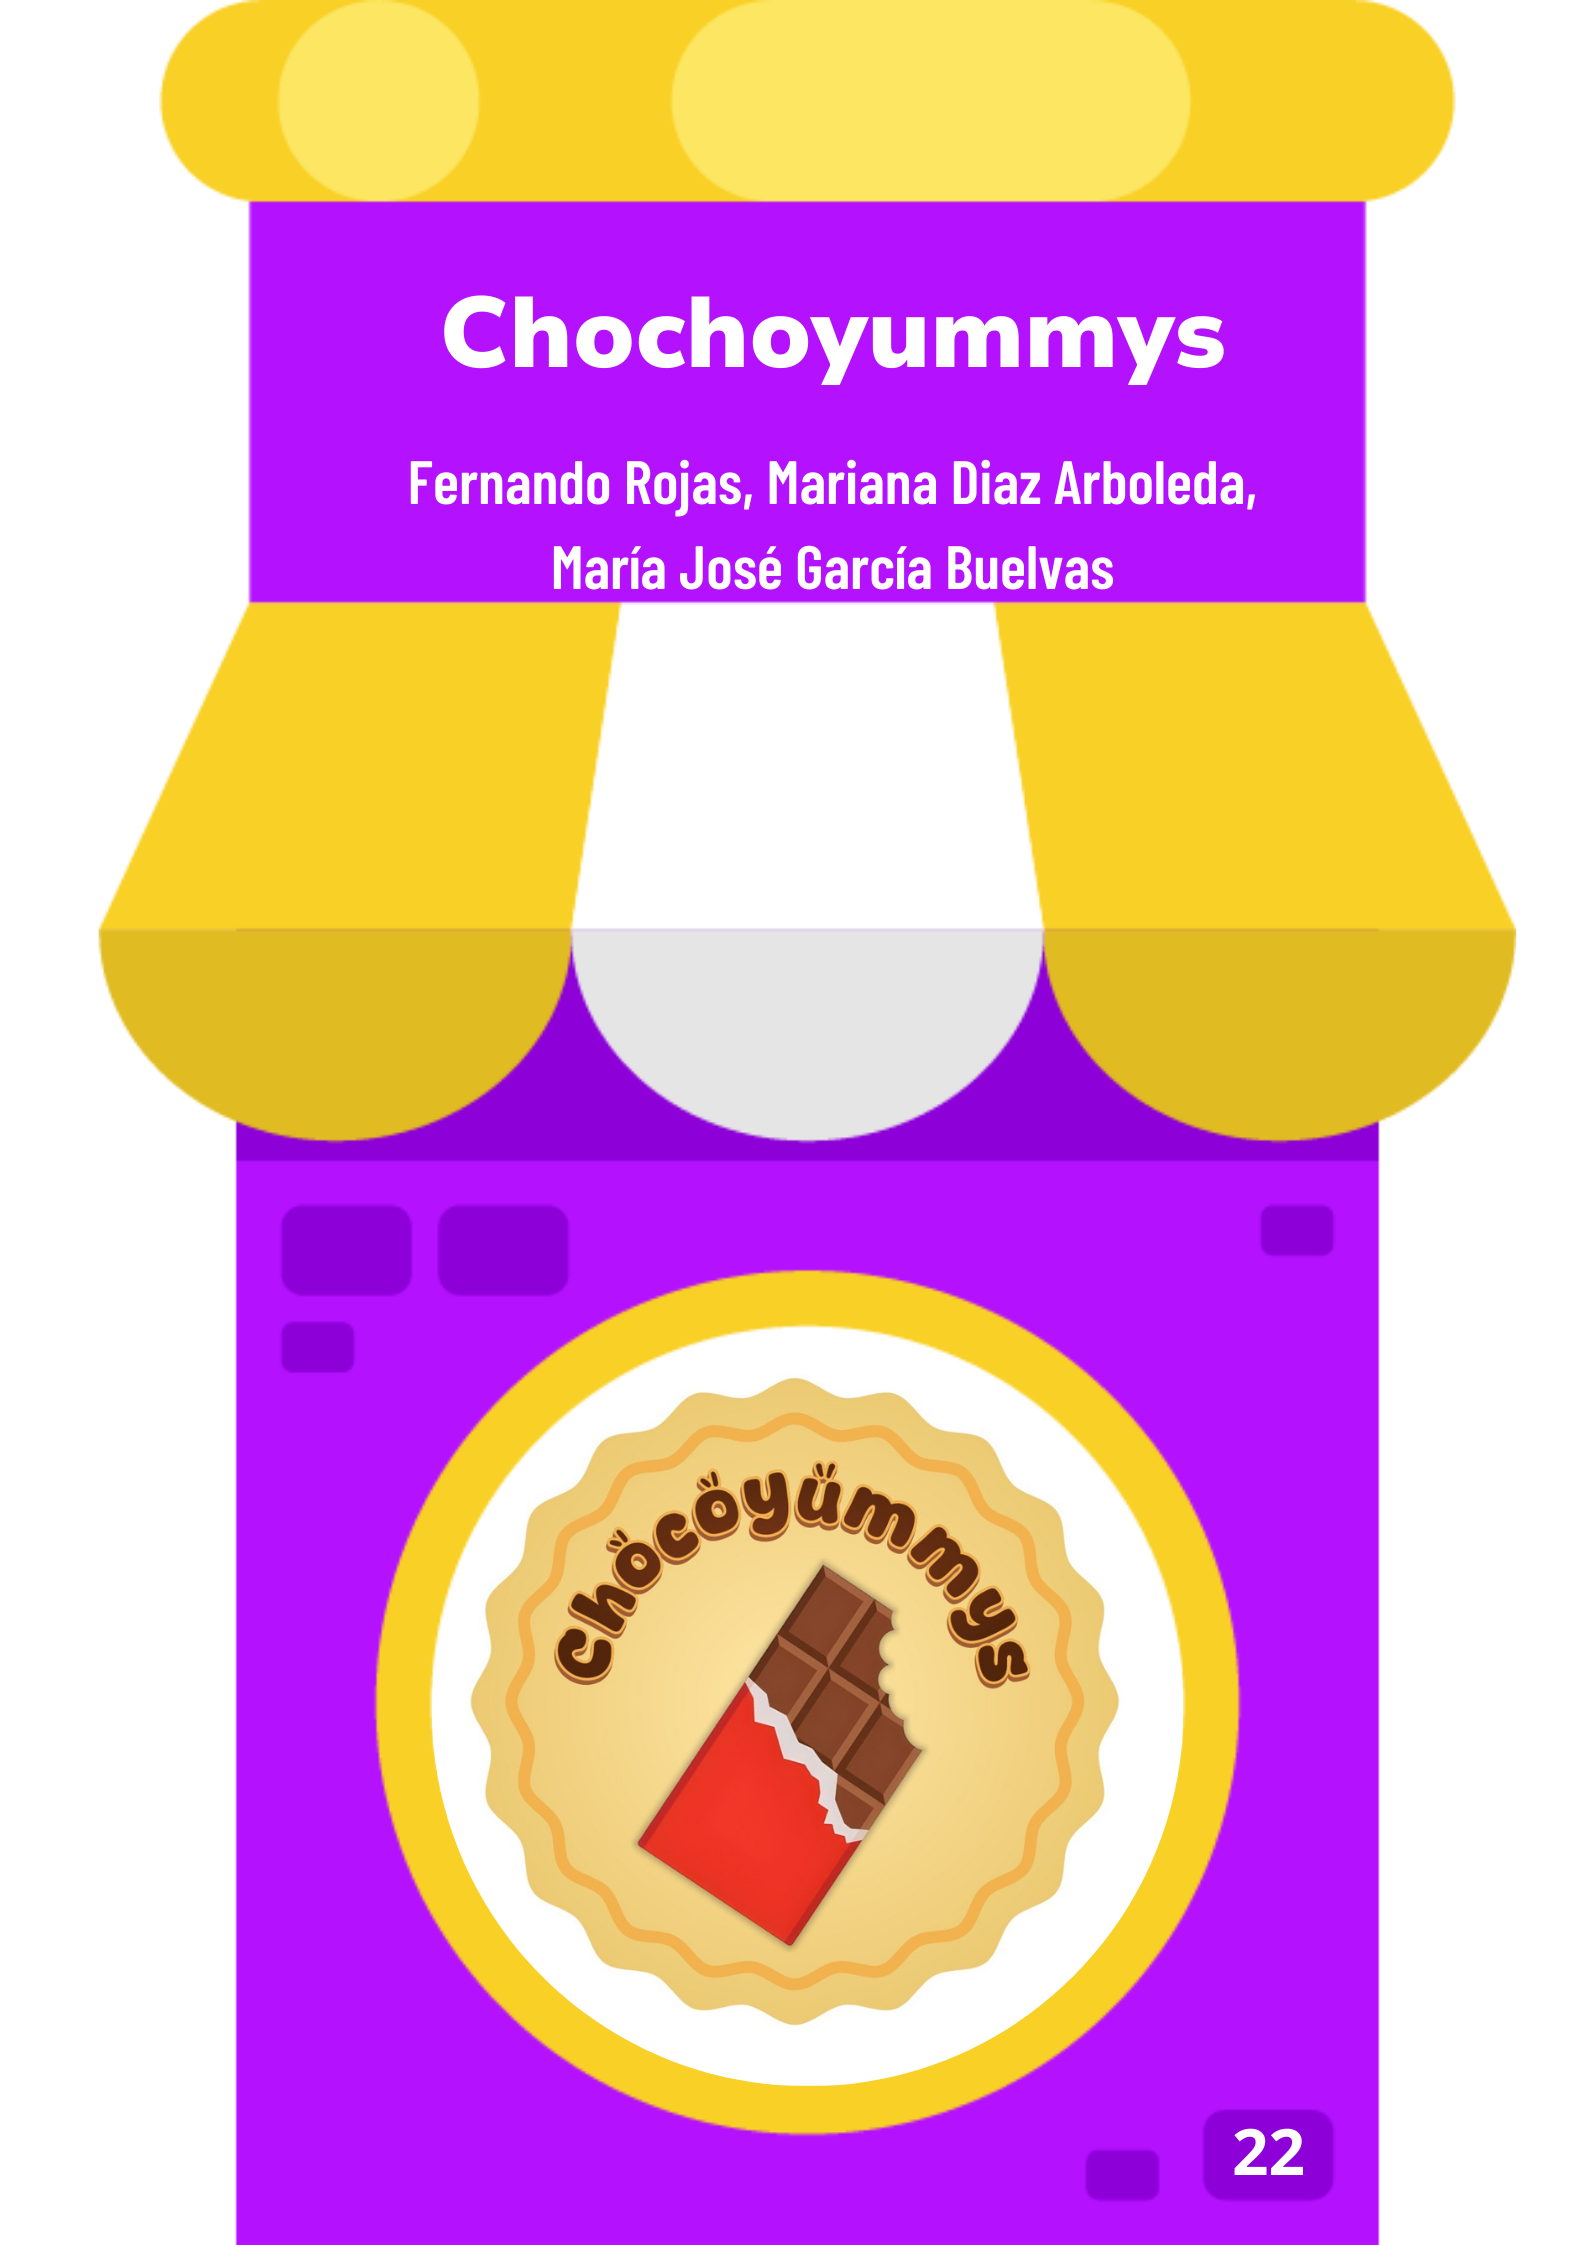 Chochoyummys
Fernando Rojas, Mariana Diaz Arboleda,
María José García Buelvas
Chocoyummys
22